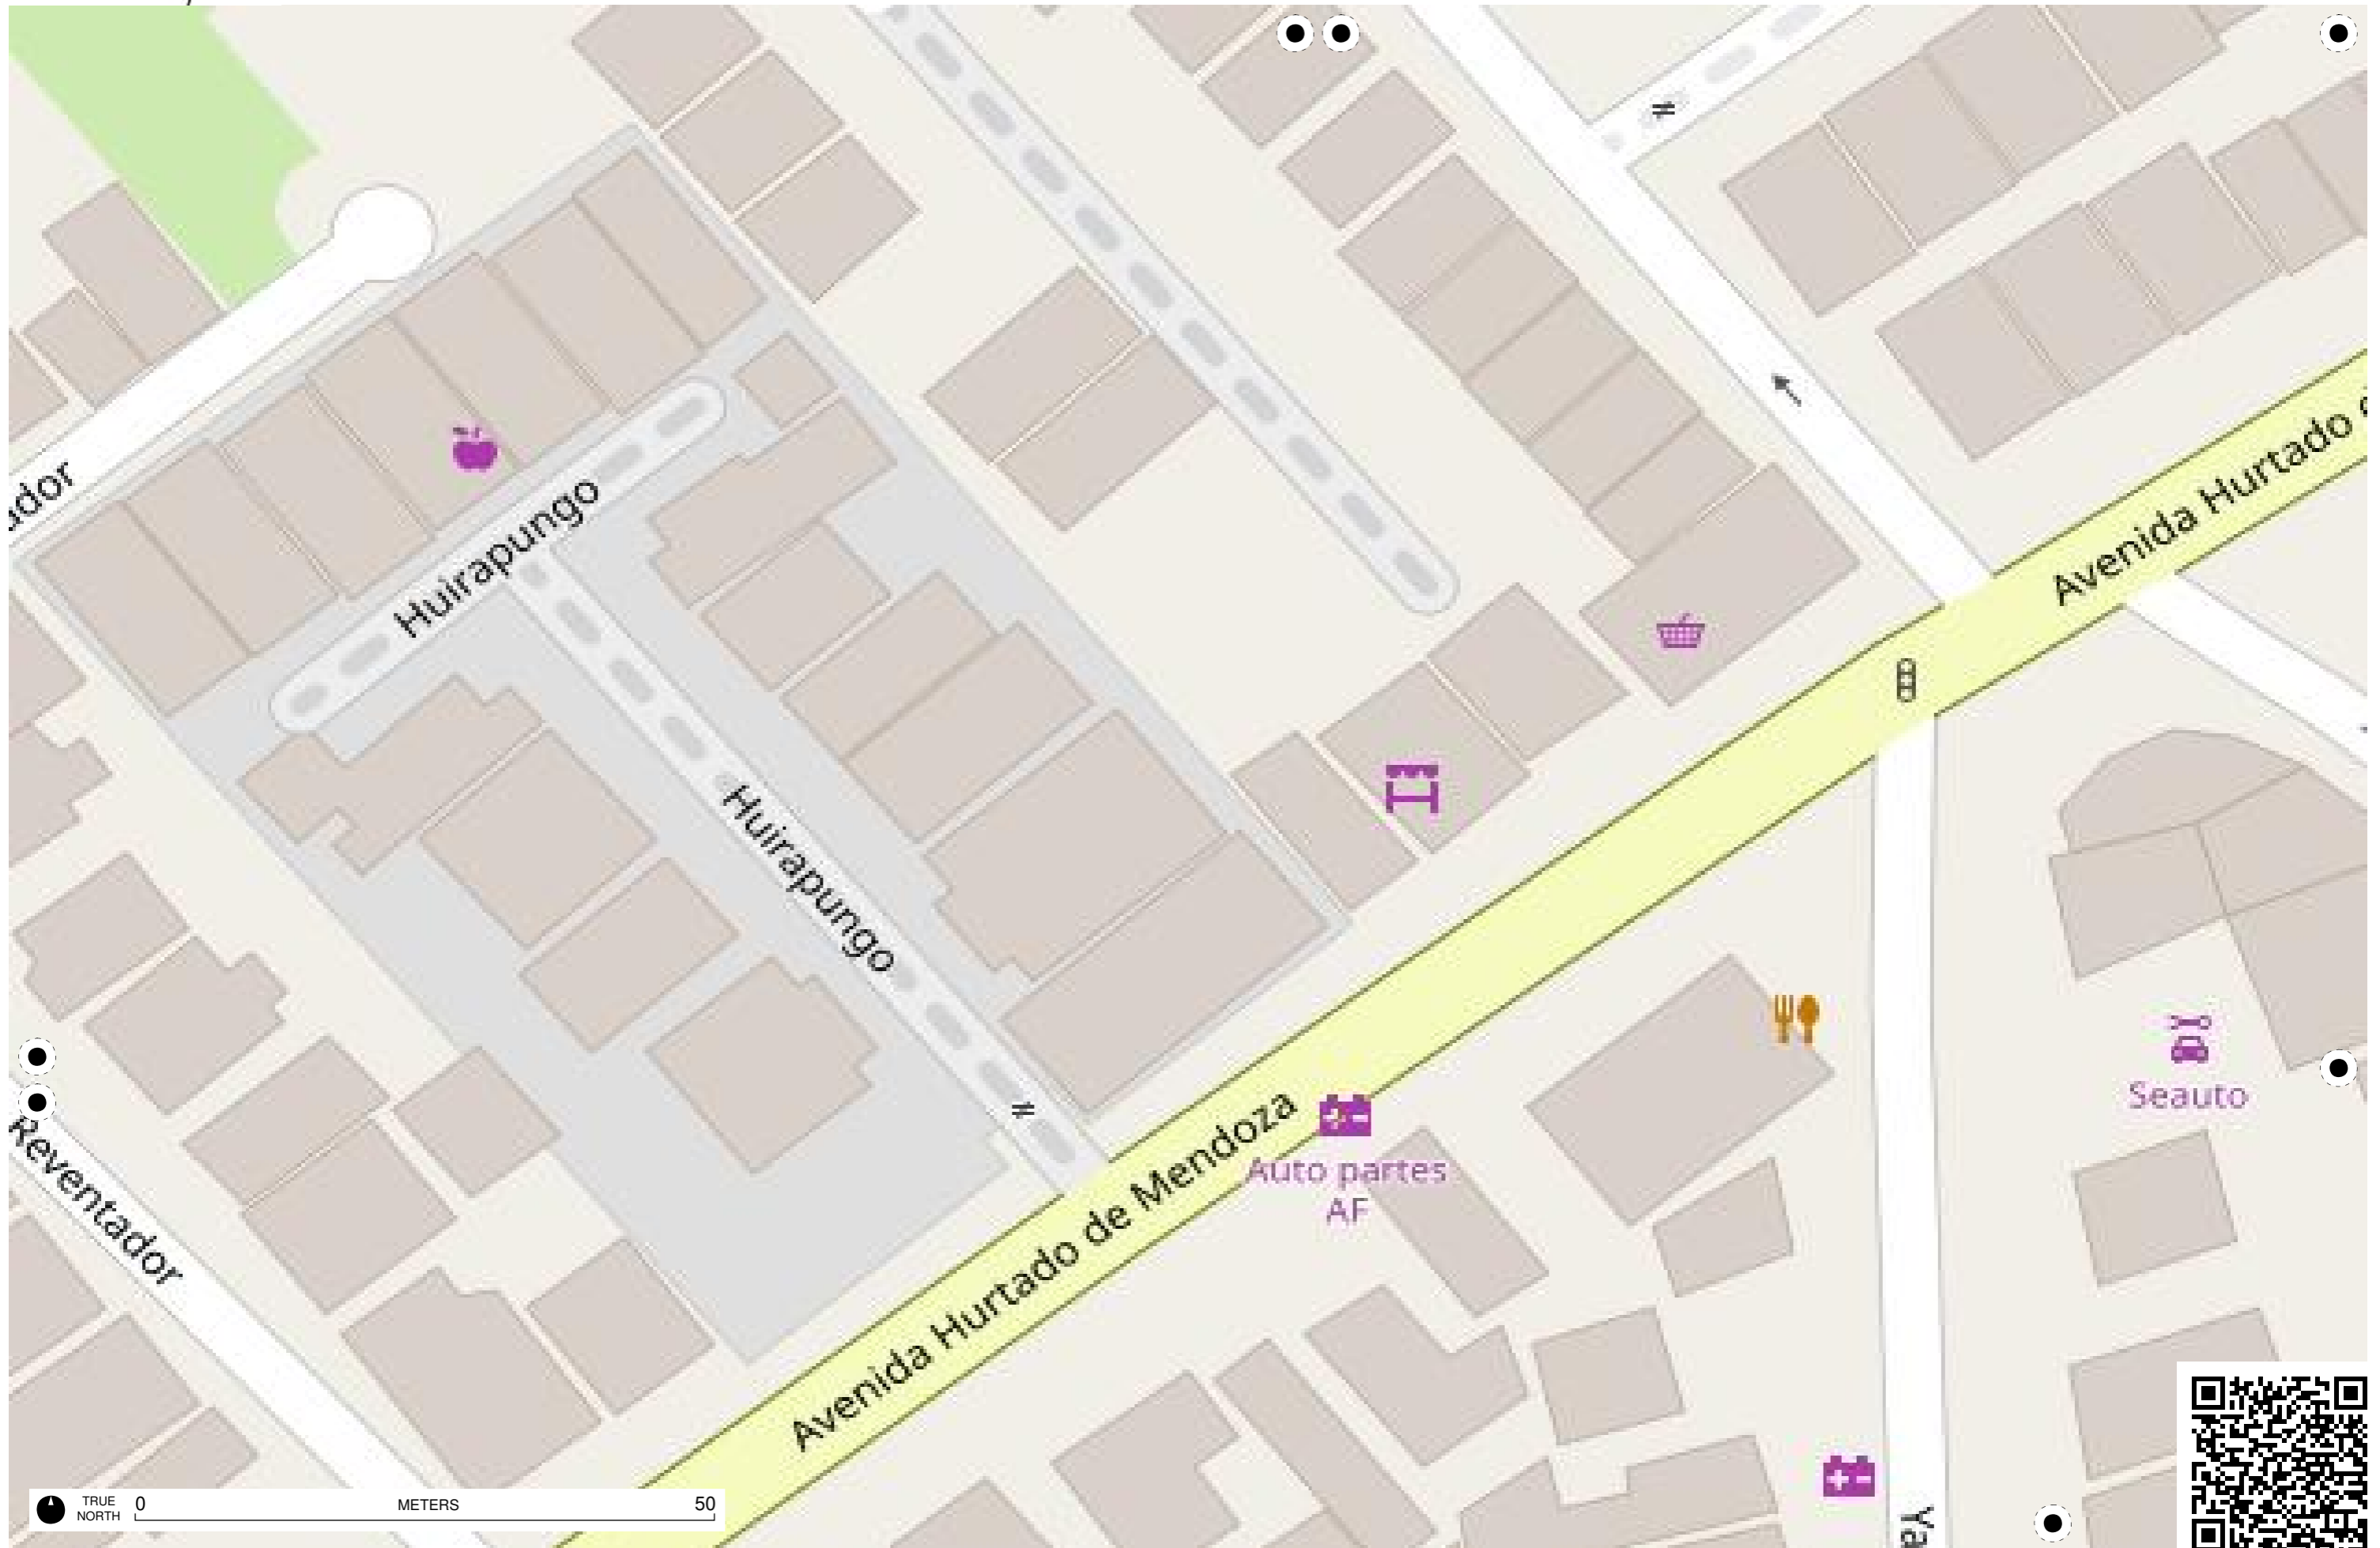 ador
Huirapungo
Avenida Hurtado
Huirapungo
Seauto
Avenida Hurtado de Mendoza
Auto partes
AF
Reventador
Ya
TRUE
NORTH
0
METERS
50